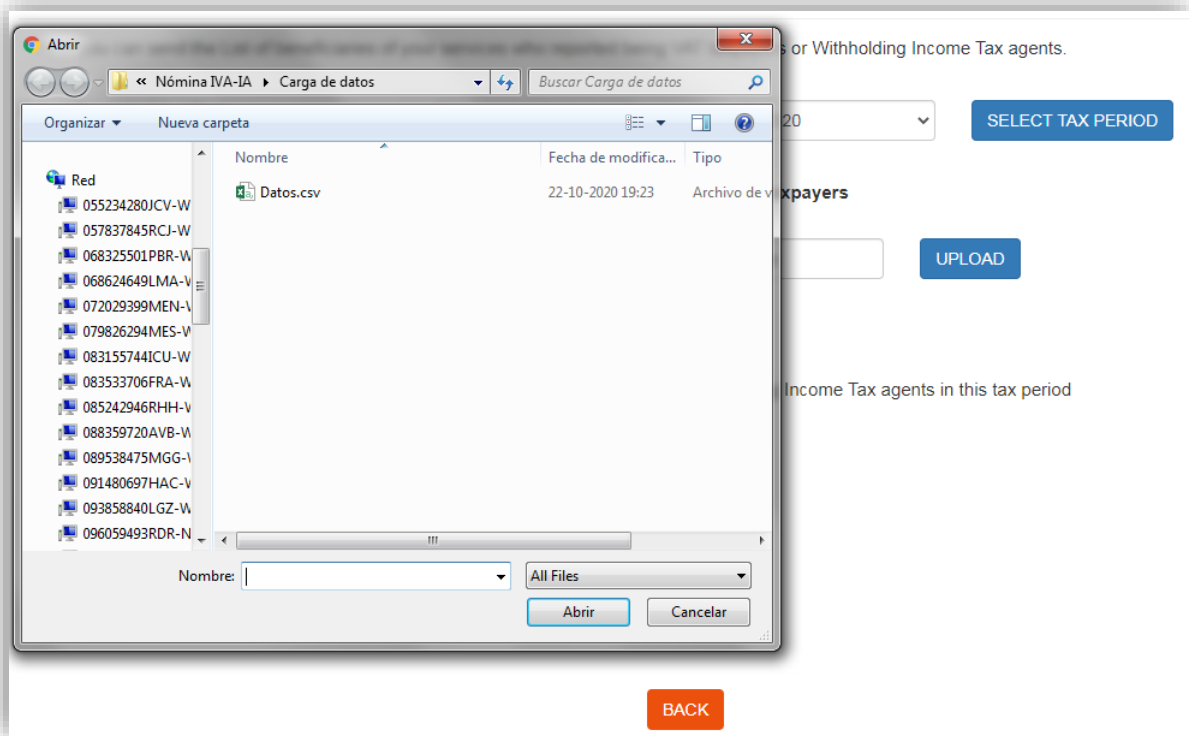 Abrir
or Withholding Income Tax agents.
« Nómina IVA-IA Carga de datos
Buscar Carga de datos
Organizar
Nueva carpeta
20
SELECT TAX PERIOD
Nombre
Fecha de modifica...
Tipo
Red
Datos.csv
22-10-2020 19:23
Archivo de v
xpayers
055234280JCV-W
057837845RCJ-W
068325501PBR-W
068624649LMA-W
072029399MEN-V
079826294MES-W
083155744ICU-W
083533706FRA-W
085242946RHH-V
088359720AVB-W
089538475MGG-\
091480697HAC-V
093858840LGZ-W
096059493RDR-N
UPLOAD
Income Tax agents in this tax period
Nombre:
All Files
Abrir
Cancelar
BACK